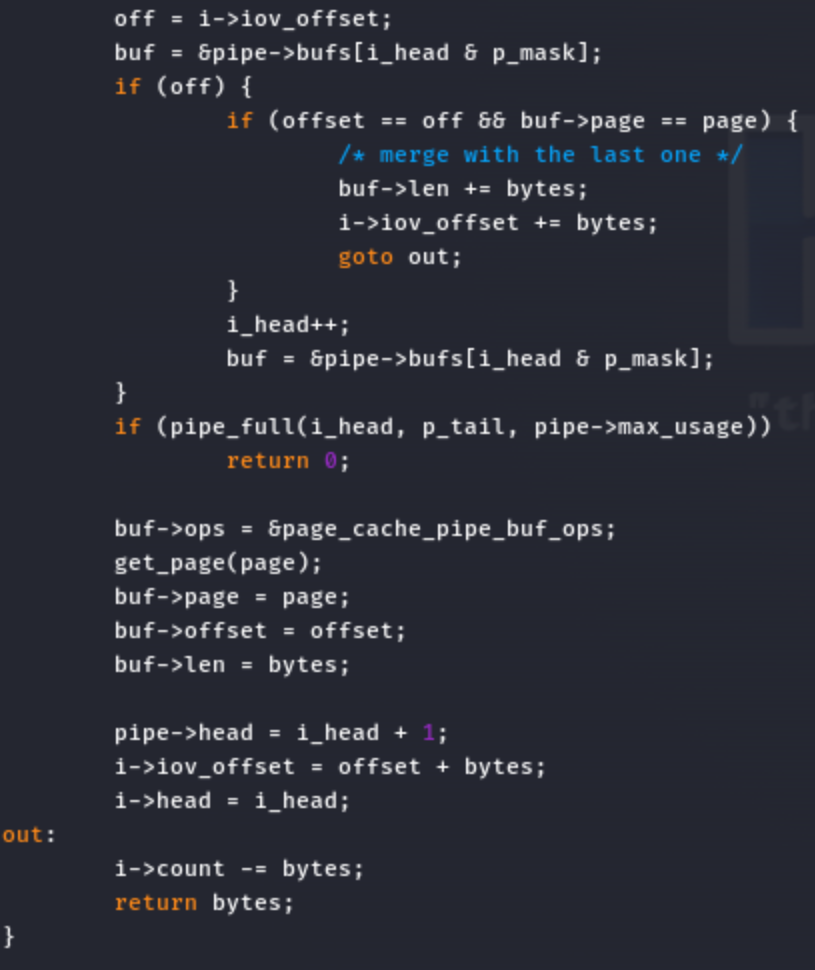 off = i->iov_offset;
buf = &pipe->bufs[i_head & p_mask];
if (off) {
if (offset == off && buf->page == page) {
/* merge with the last one */
buf->len += bytes;
i->iov_offset += bytes;
goto out;
}
i_head++;
buf = &pipe->bufs[i_head & p_mask];
}
if (pipe_full(i_head, p_tail, pipe->max_usage))
return 0;
buf->ops = &page_cache_pipe_buf_ops;
get_page(page);
buf->page = page;
buf->offset = offset;
buf->len = bytes;
pipe->head = i_head + 1;
i->iov_offset = offset + bytes;
i->head = i_head;
out:
i->count -= bytes;
return bytes;
}